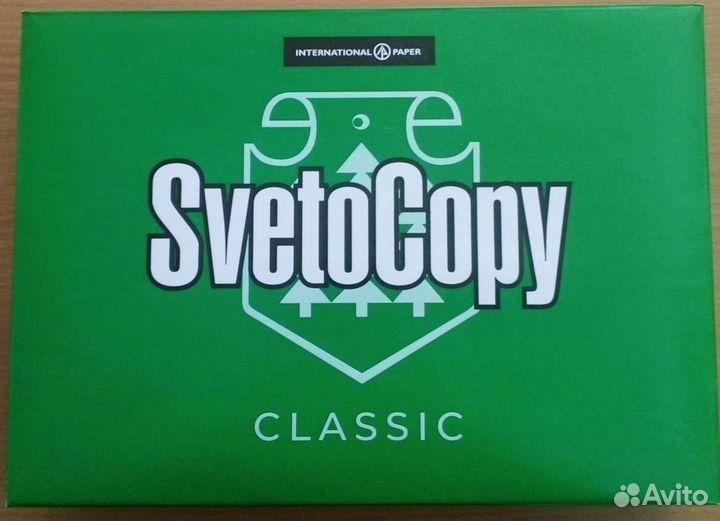 INTERNATIONAL PAPER
SvetoCopy
CLASSIC
Avito